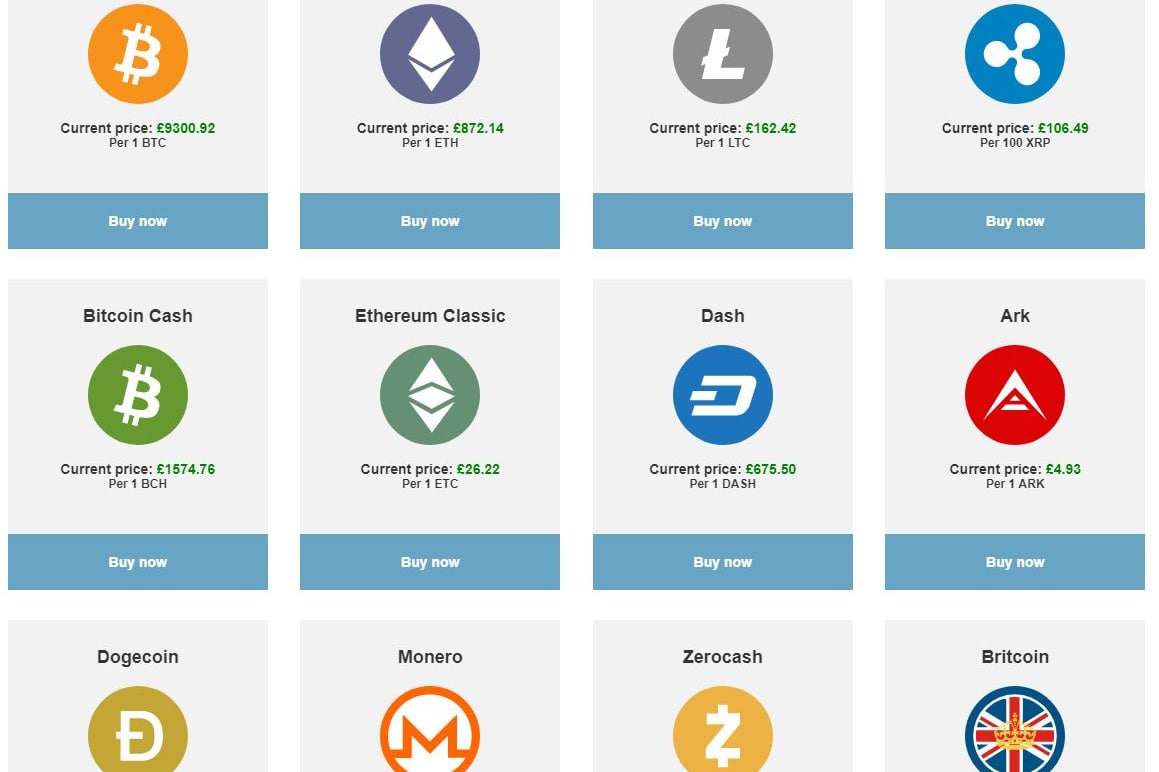 Current price: £9300.92
Per 1 BTC
Current price: £872.14
Per 1 ETH
Current price: £162.42
Per 1 LTC
Current price: £106.49
Per 100 XRP
Buy now
Buy now
Buy now
Buy now
Bitcoin Cash
Current price: £1574.76
Per 1 BCH
Ethereum Classic
Current price: £26.22
Per 1 ETC
Dash
Current price: £675.50
Per 1 DASH
Ark
Current price: £4.93
Per 1 ARK
Buy now
Buy now
Buy now
Buy now
Dogecoin
Monero
Zerocash
Britcoin